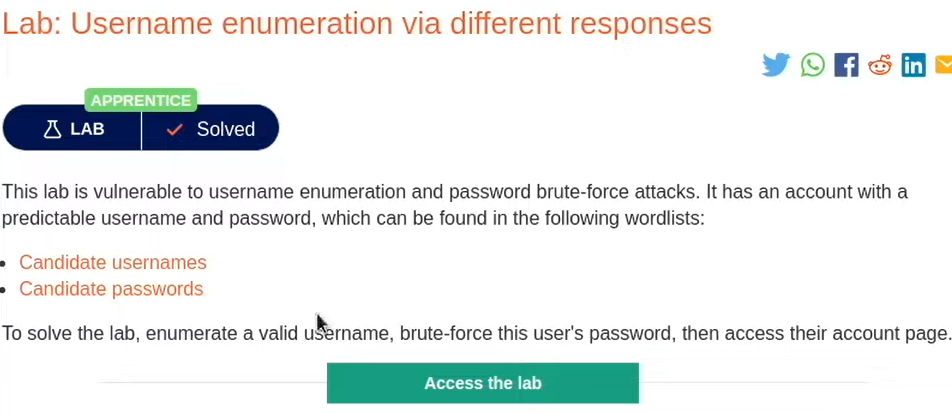 Lab: Username enumeration via different responses
APPRENTICE
LAB Solved
This lab is vulnerable to username enumeration and password brute-force attacks. It has an account with a
predictable username and password, which can be found in the following wordlists:
Candidate usernames
Candidate passwords
To solve the lab, enumerate a valid username, brute-force this user's password, then access their account page.
Access the lab